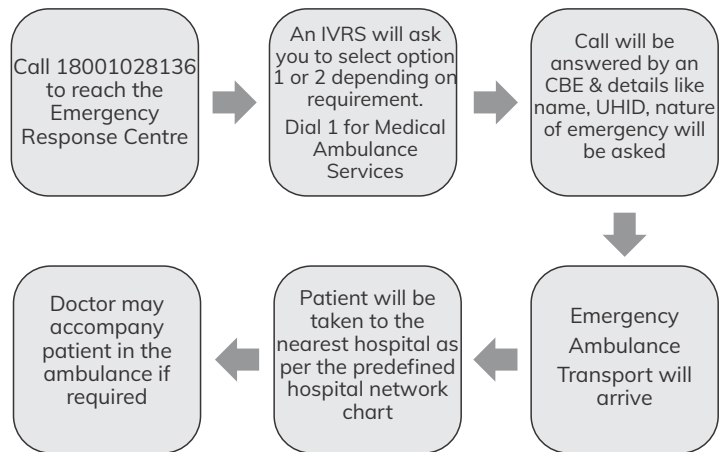 Call 18001028136
to reach the
Emergency
Response Centre
An IVRS will ask
you to select option
1 or 2 depending on
requirement.
Dial 1 for Medical
Ambulance
Services
Call will be
answered by an
CBE & details like
name, UHID, nature
of emergency will
be asked
Emergency
Ambulance
Transport will
arrive
Patient will be
taken to the
nearest hospital as
per the predefined
hospital network
chart
Doctor may
accompany
patient in the
ambulance if
required